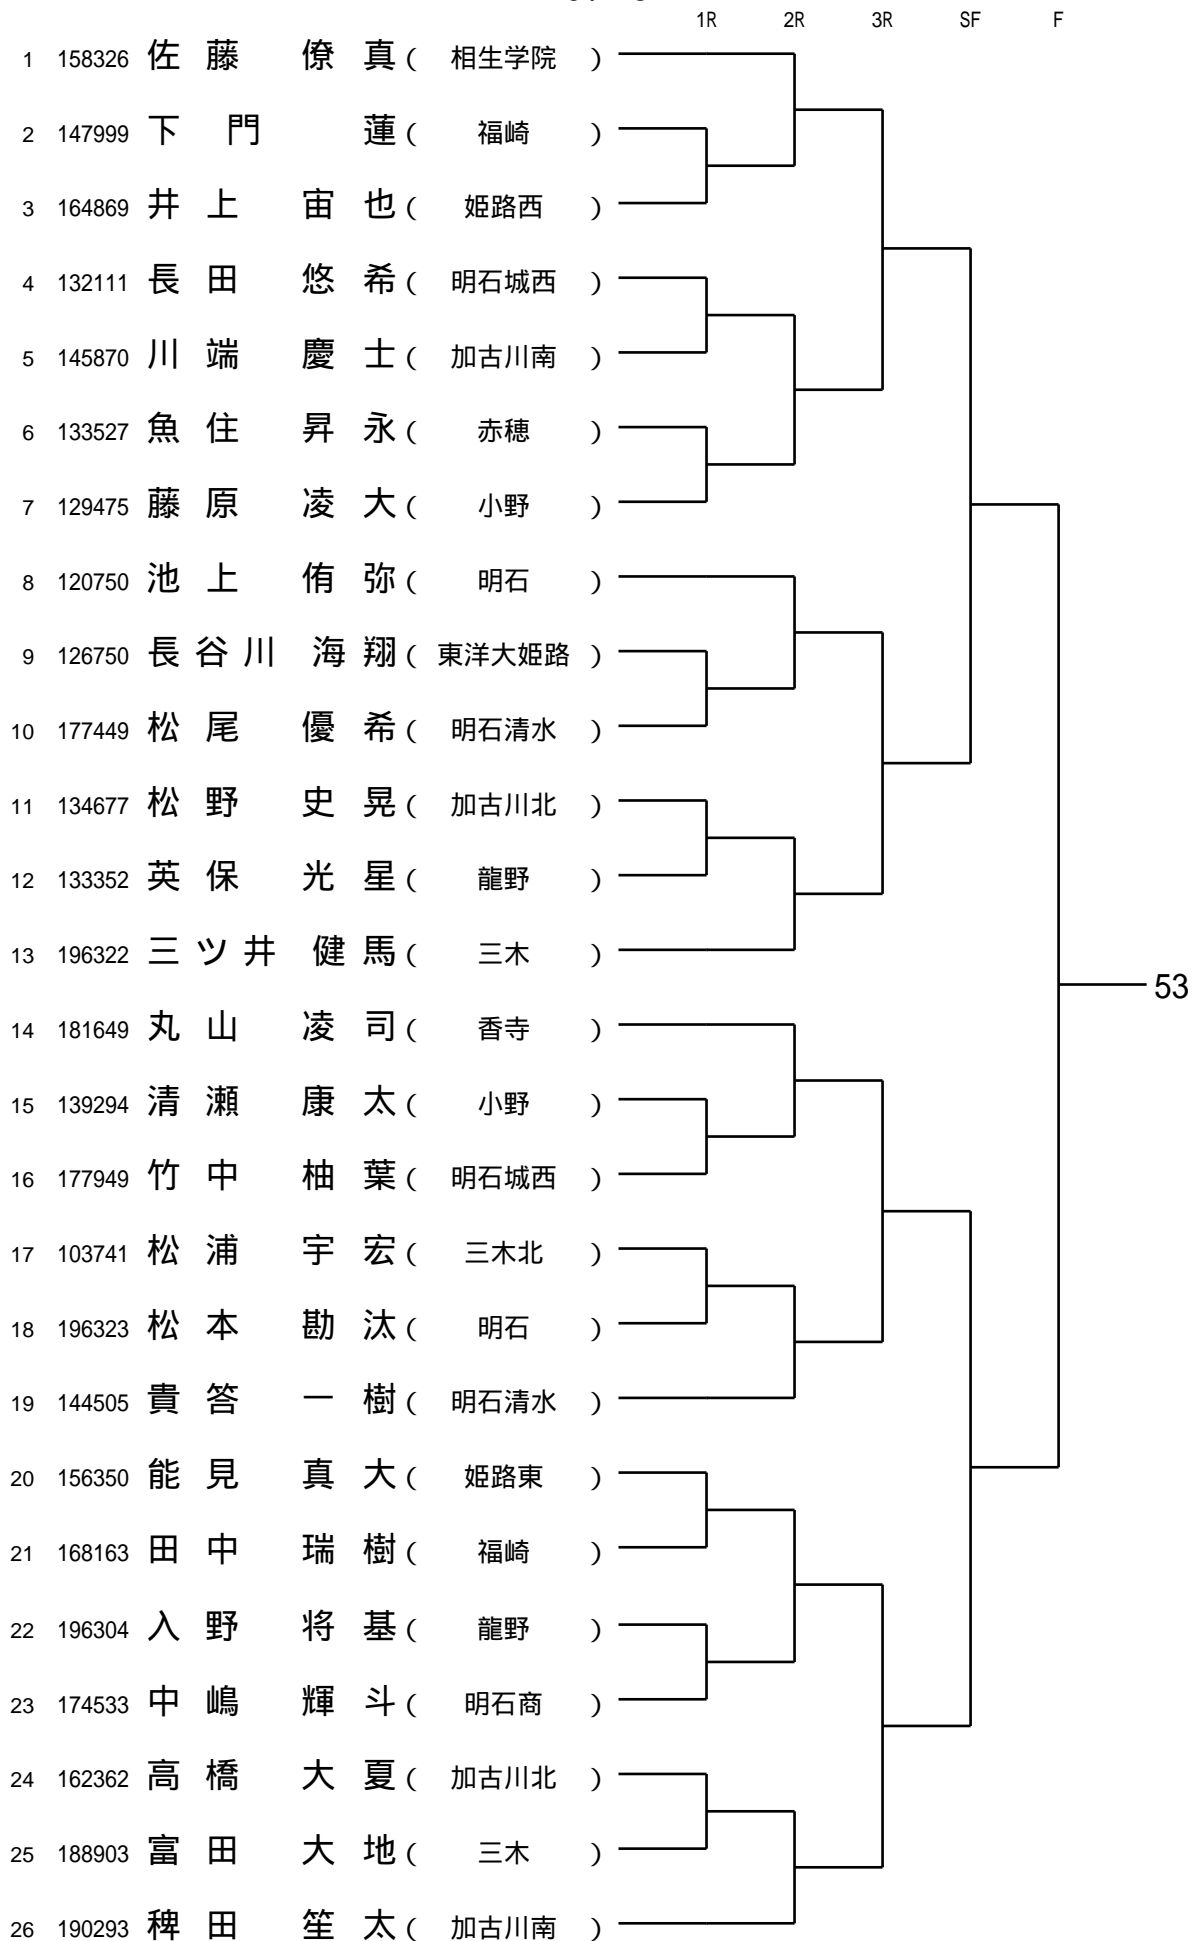 1R 2R 3R SF F
1 158326 佐藤 僚真 ( 相生学院 )
2 147999 下門 蓮 ( 福崎 )
3 164869 井上 宙也 ( 姫路西 )
4 132111 長田 悠希 ( 明石城西 )
5 145870 川端 慶士 ( 加古川南 )
6 133527 魚住 昇永 ( 赤穂 )
7 129475 藤原 凌大 ( 小野 )
8 120750 池上 侑弥 ( 明石 )
9 126750 長谷川 海翔 ( 東洋大姫路 )
10 177449 松尾 優希 ( 明石清水 )
11 134677 松野 史晃 ( 加古川北 )
12 133352 英保 光星 ( 龍野 )
13 196322 三ツ井 健馬 ( 三木 )
53
14 181649 丸山 凌司 ( 香寺 )
15 139294 清瀬 康太 ( 小野 )
16 177949 竹中 柚葉 ( 明石城西 )
17 103741 松浦 宇宏 ( 三木北 )
18 196323 松本 勘汰 ( 明石 )
19 144505 貴答 一樹 ( 明石清水 )
20 156350 能見 真大 ( 姫路東 )
21 168163 田中 瑞樹 ( 福崎 )
22 196304 入野 将基 ( 龍野 )
23 174533 中嶋 輝斗 ( 明石商 )
24 162362 高橋 大夏 ( 加古川北 )
25 188903 富田 大地 ( 三木 )
26 190293 稗田 笙太 ( 加古川南 )